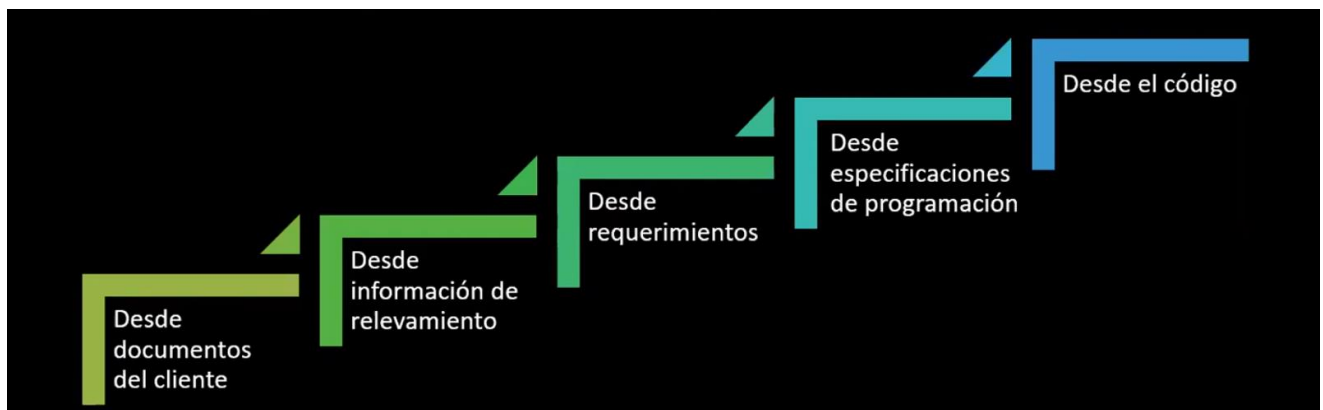 Desde
documentos
del cliente
Desde
información de
relevamiento
Desde
requerimientos
Desde
especificaciones
de programación
Desde el código